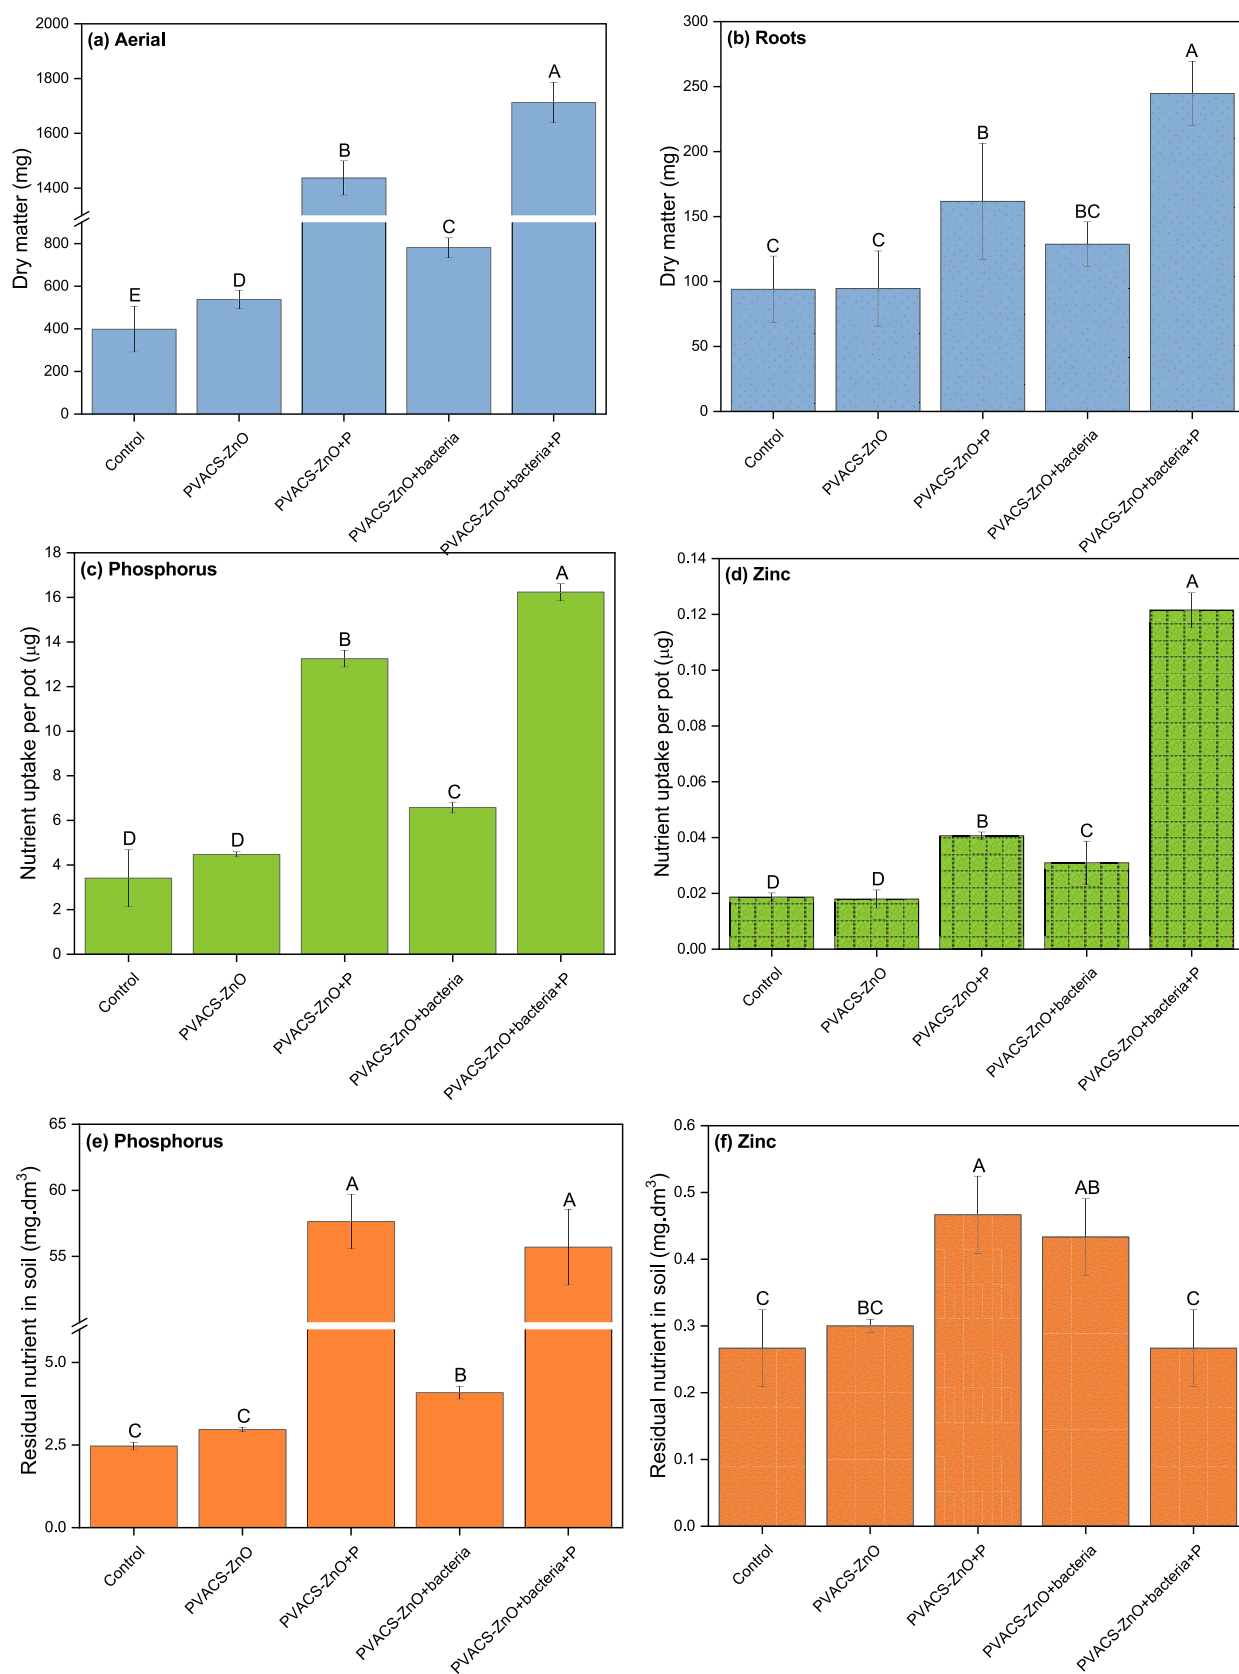 (a) Aerial
Dry matter (mg)
2000
1800
1600
1400
800
600
400
200
0
E
D
B
C
A
Control
PVACS-ZnO
PVACS-ZnO+P
PVACS-ZnO+bacteria
PVACS-ZnO+bacteria+P
(b) Roots
Dry matter (mg)
300
250
200
150
100
50
0
C
C
B
BC
A
Control
PVACS-ZnO
PVACS-ZnO+P
PVACS-ZnO+bacteria
PVACS-ZnO+bacteria+P
(c) Phosphorus
Nutrient uptake per pot (µg)
18
16
14
12
10
8
6
4
2
0
D
D
B
C
A
Control
PVACS-ZnO
PVACS-ZnO+P
PVACS-ZnO+bacteria
PVACS-ZnO+bacteria+P
(d) Zinc
Nutrient uptake per pot (µg)
0.14
0.12
0.10
0.08
0.06
0.04
0.02
0.00
D
D
B
C
A
Control
PVACS-ZnO
PVACS-ZnO+P
PVACS-ZnO+bacteria
PVACS-ZnO+bacteria+P
(e) Phosphorus
Residual nutrient in soil (mg.dm³)
65
60
55
5.0
2.5
0.0
C
C
A
B
A
Control
PVACS-ZnO
PVACS-ZnO+P
PVACS-ZnO+bacteria
PVACS-ZnO+bacteria+P
(f) Zinc
Residual nutrient in soil (mg.dm³)
0.6
0.5
0.4
0.3
0.2
0.1
0.0
C
BC
A
AB
C
Control
PVACS-ZnO
PVACS-ZnO+P
PVACS-ZnO+bacteria
PVACS-ZnO+bacteria+P